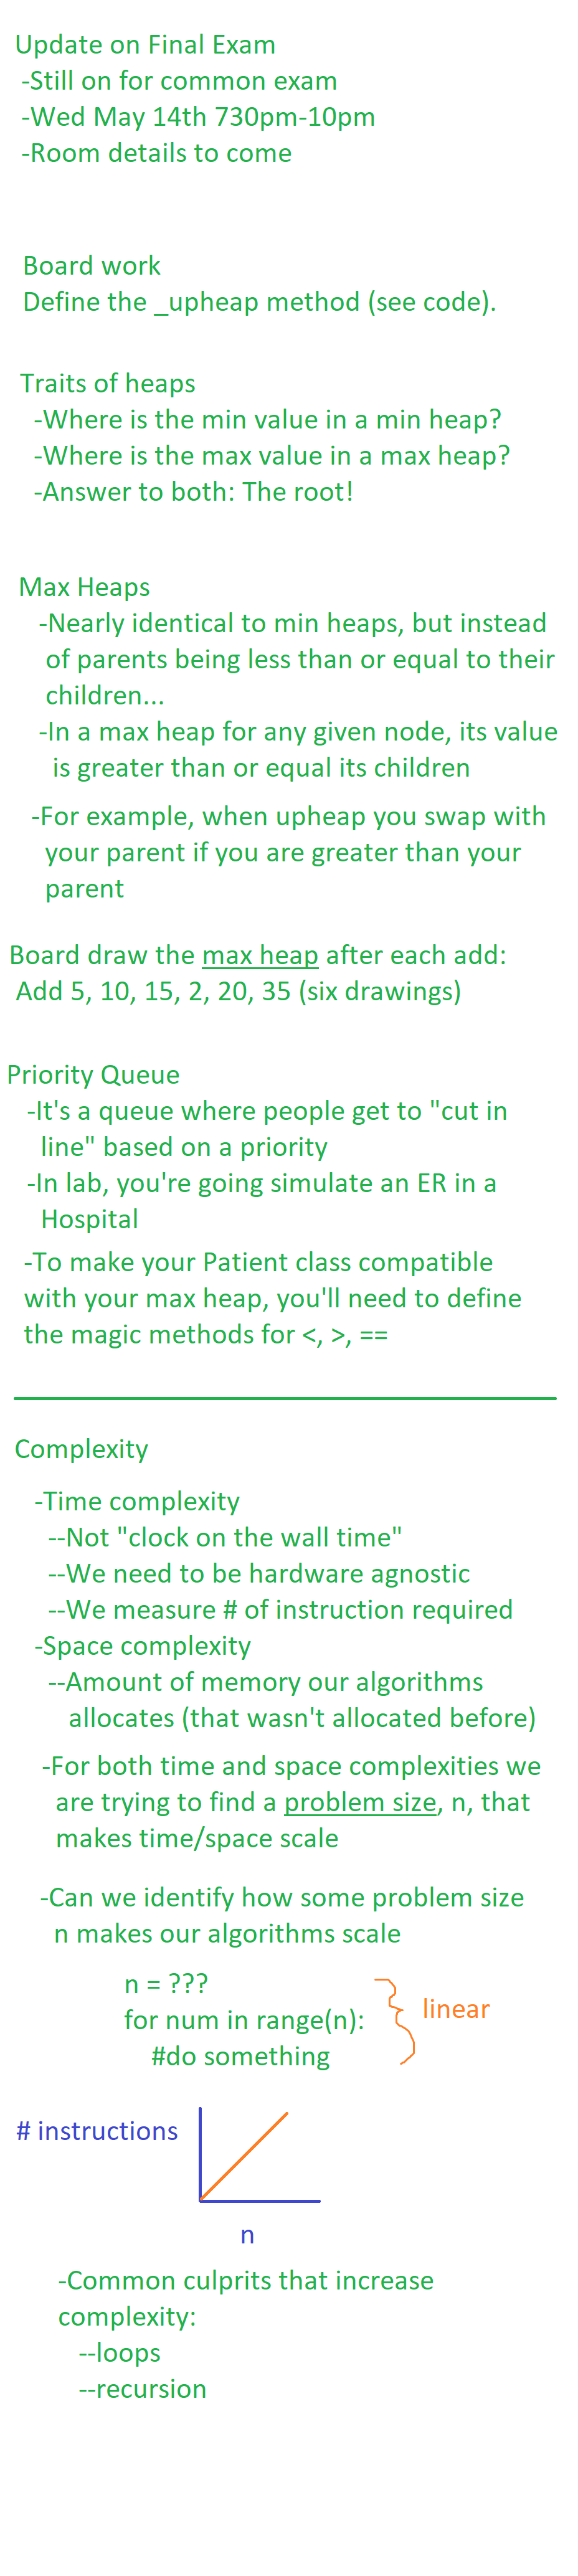 Update on Final Exam
-Still on for common exam
-Wed May 14th 730pm-10pm
-Room details to come
Board work
Define the _upheap method (see code).
Traits of heaps
-Where is the min value in a min heap?
-Where is the max value in a max heap?
-Answer to both: The root!
Max Heaps
-Nearly identical to min heaps, but instead
of parents being less than or equal to their
children...
-In a max heap for any given node, its value
is greater than or equal its children
-For example, when upheap you swap with
your parent if you are greater than your
parent
Board draw the max heap after each add:
Add 5, 10, 15, 2, 20, 35 (six drawings)
Priority Queue
-It's a queue where people get to "cut in
line" based on a priority
-In lab, you're going simulate an ER in a
Hospital
-To make your Patient class compatible
with your max heap, you'll need to define
the magic methods for <, >, ==
Complexity
-Time complexity
--Not "clock on the wall time"
--We need to be hardware agnostic
--We measure # of instruction required
-Space complexity
--Amount of memory our algorithms
allocates (that wasn't allocated before)
-For both time and space complexities we
are trying to find a problem size, n, that
makes time/space scale
-Can we identify how some problem size
n makes our algorithms scale
n = ???
for num in range(n):
#do something
linear
# instructions
n
-Common culprits that increase
complexity:
--loops
--recursion